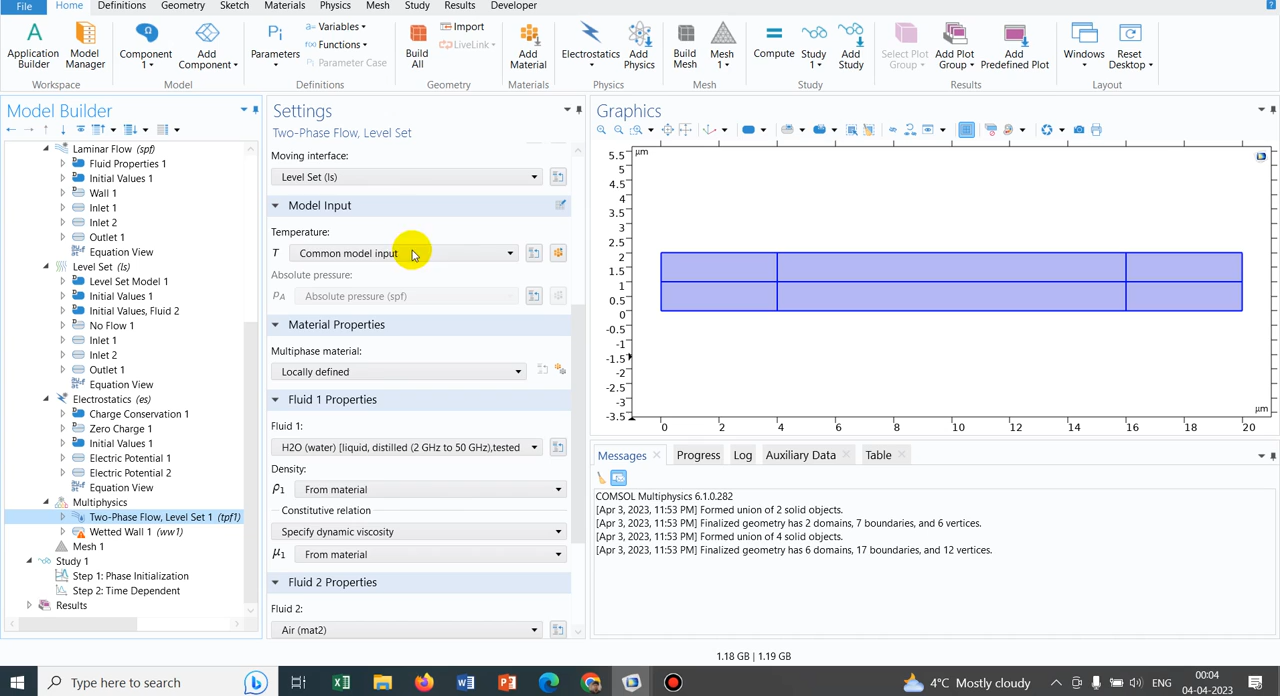 File Home Definitions Geometry Sketch Materials Physics Mesh Study Results Developer
Application Builder
Model Manager
Workspace
Component 1
Add Component
Model
Pi
Parameters
a= Variables
f(x) Functions
Pi Parameter Case
Definitions
Build All
Import
LiveLink
Geometry
Add Material
Materials
Electrostatics
Add Physics
Physics
Build Mesh
Mesh 1
Mesh
Compute
Study 1
Add Study
Study
Select Plot Group
Add Plot Group
Add Predefined Plot
Results
Windows
Reset Desktop
Layout
Model Builder
Laminar Flow (spf)
Fluid Properties 1
Initial Values 1
Wall 1
Inlet 1
Inlet 2
Outlet 1
Equation View
Level Set (ls)
Level Set Model 1
Initial Values 1
Initial Values, Fluid 2
No Flow 1
Inlet 1
Inlet 2
Outlet 1
Equation View
Electrostatics (es)
Charge Conservation 1
Zero Charge 1
Initial Values 1
Electric Potential 1
Electric Potential 2
Equation View
Multiphysics
Two-Phase Flow, Level Set 1 (tpf1)
Wetted Wall 1 (ww1)
Mesh 1
Study 1
Step 1: Phase Initialization
Step 2: Time Dependent
Results
Settings
Two-Phase Flow, Level Set
Moving interface:
Level Set (ls)
Model Input
Temperature:
T Common model input
Absolute pressure:
PA Absolute pressure (spf)
Material Properties
Multiphase material:
Locally defined
Fluid 1 Properties
Fluid 1:
H2O (water) [liquid, distilled (2 GHz to 50 GHz),tested
Density:
ρ1 From material
Constitutive relation
Specify dynamic viscosity
μ1 From material
Fluid 2 Properties
Fluid 2:
Air (mat2)
Graphics
μm
5.5
5
4.5
4
3.5
3
2.5
2
1.5
1
0.5
0
-0.5
-1
-1.5
-2
-2.5
-3
-3.5
μm
0 2 4 6 8 10 12 14 16 18 20
Messages Progress Log Auxiliary Data Table
COMSOL Multiphysics 6.1.0.282
[Apr 3, 2023, 11:53 PM] Formed union of 2 solid objects.
[Apr 3, 2023, 11:53 PM] Finalized geometry has 2 domains, 7 boundaries, and 6 vertices.
[Apr 3, 2023, 11:53 PM] Formed union of 4 solid objects.
[Apr 3, 2023, 11:53 PM] Finalized geometry has 6 domains, 17 boundaries, and 12 vertices.
1.18 GB | 1.19 GB
Type here to search
4°C Mostly cloudy
ENG
00:04
04-04-2023